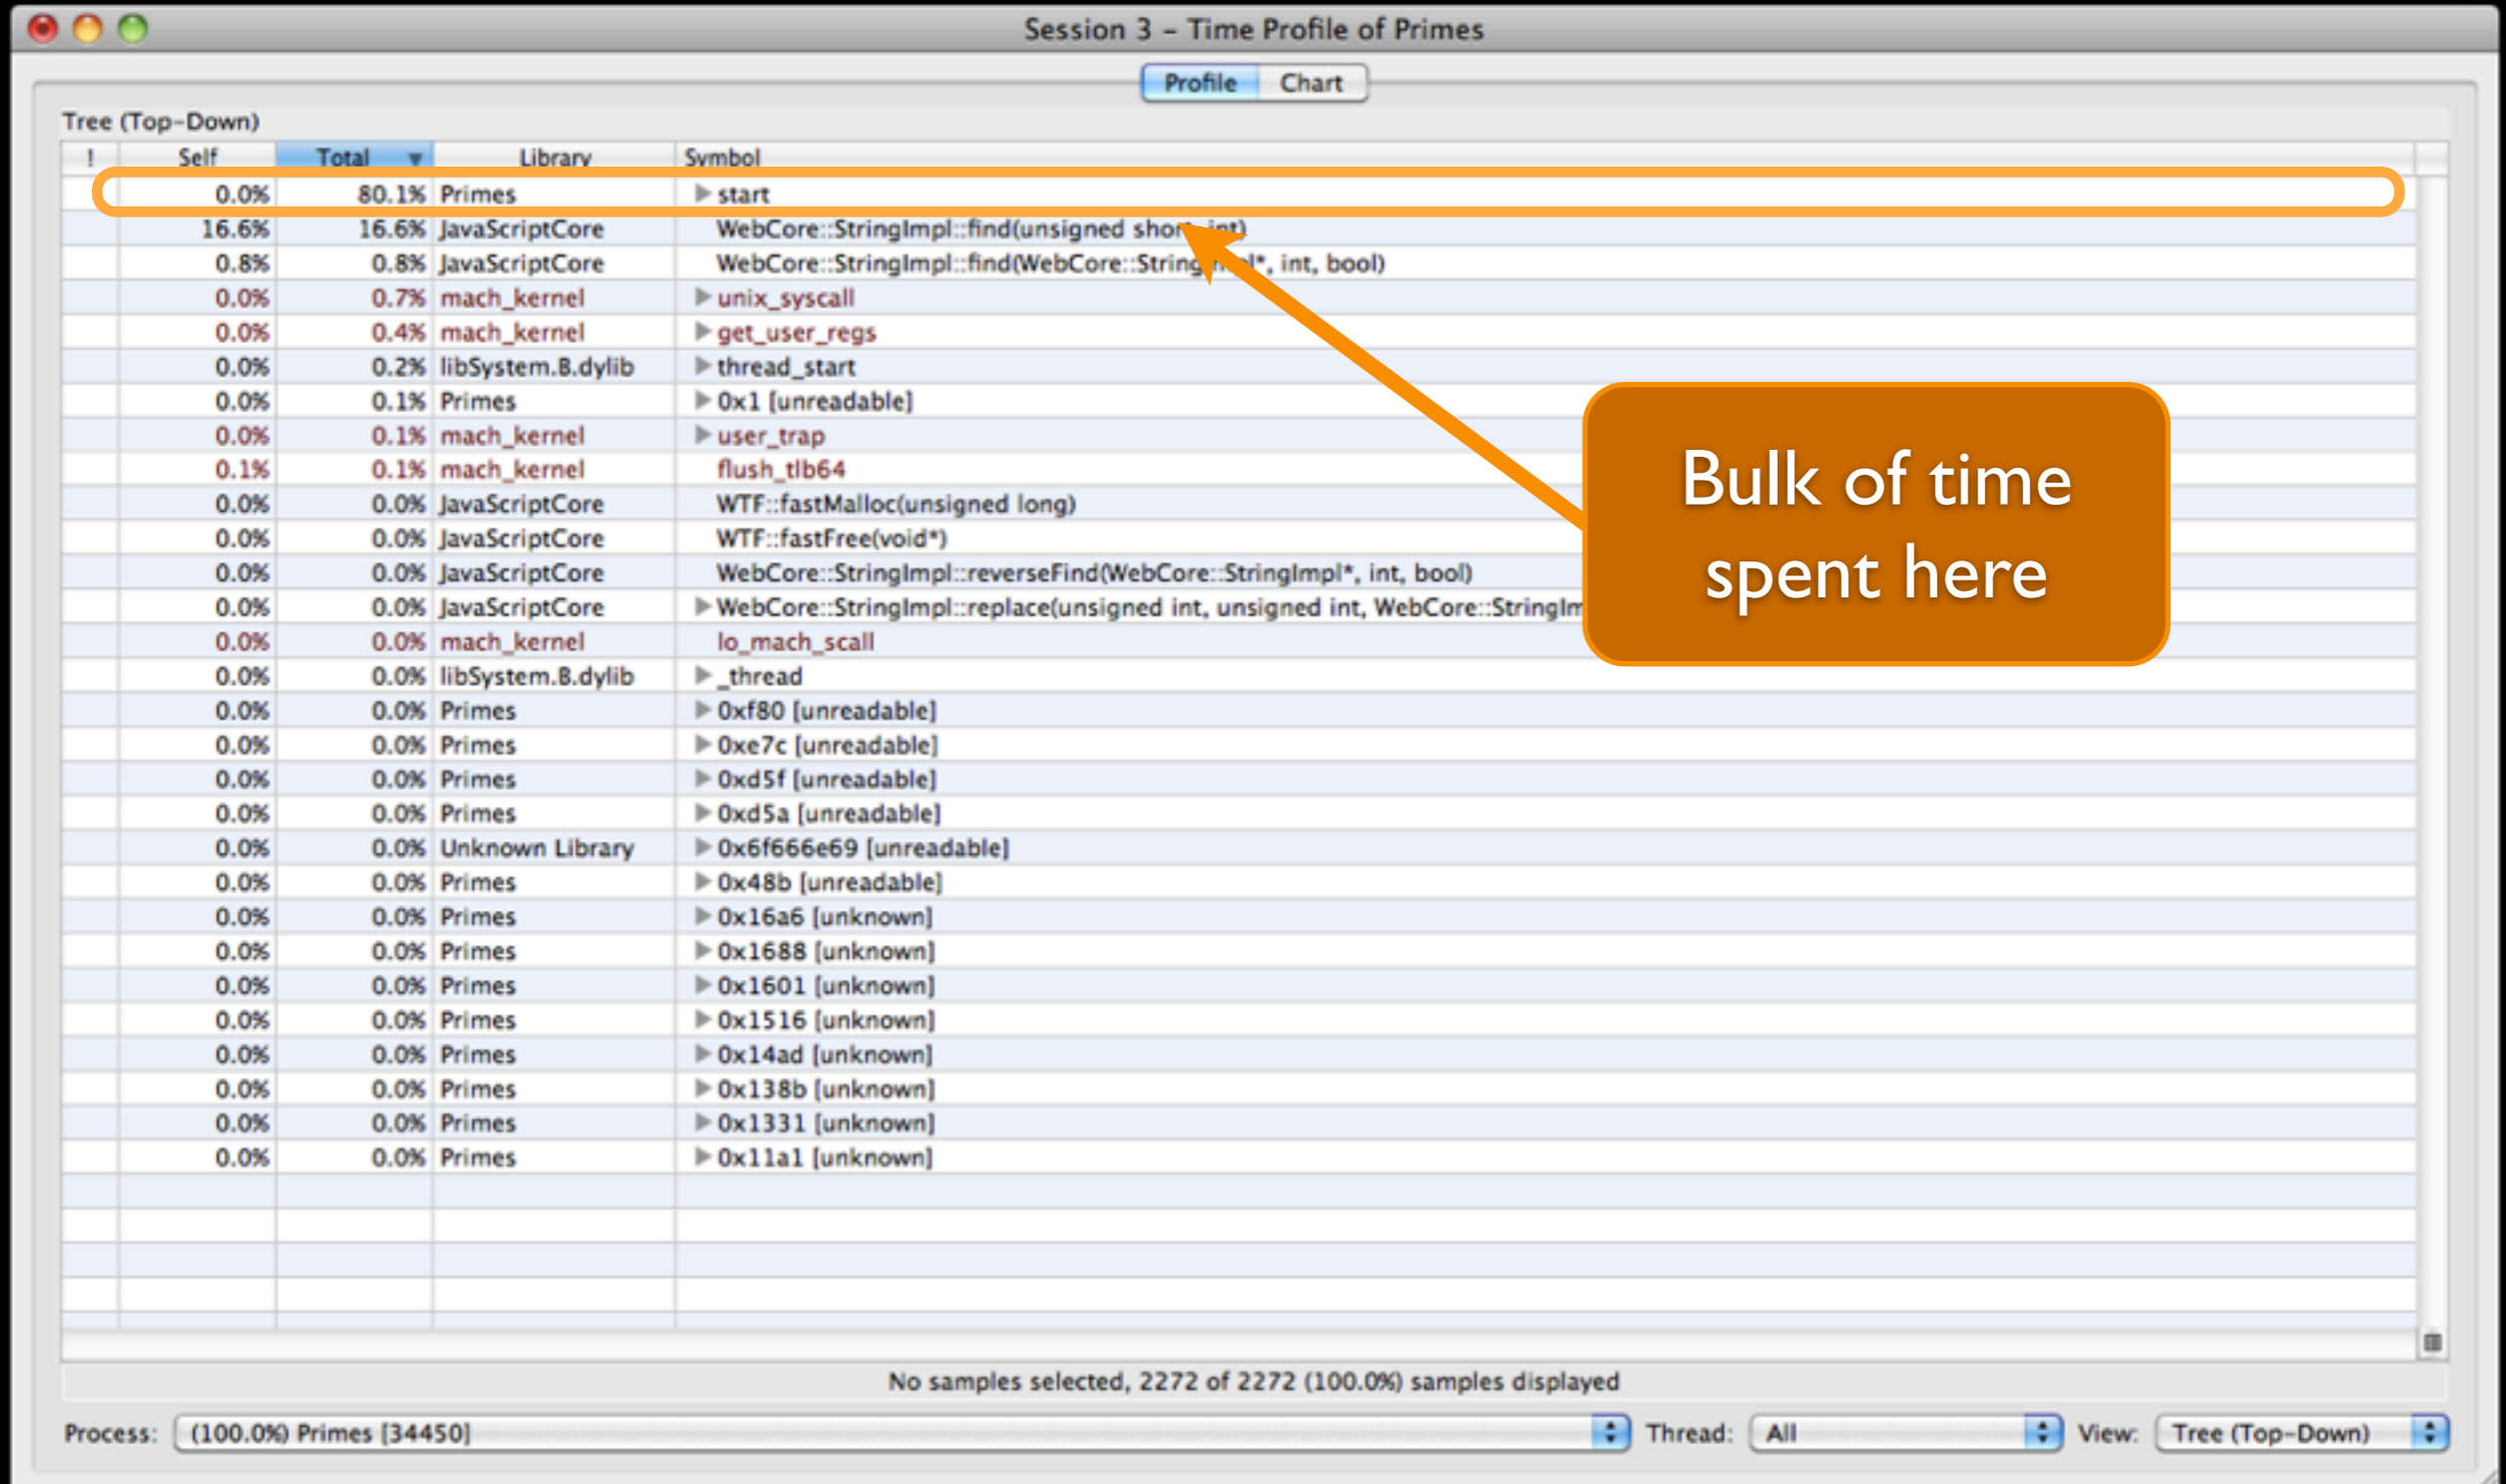 Session 3 – Time Profile of Primes
Profile Chart
Tree (Top-Down)
! Self Total Library Symbol
0.0% 80.1% Primes start
16.6% 16.6% JavaScriptCore WebCore::StringImpl::find(unsigned short, int)
0.8% 0.8% JavaScriptCore WebCore::StringImpl::find(WebCore::StringImpl*, int, bool)
0.0% 0.7% mach_kernel unix_syscall
0.0% 0.4% mach_kernel get_user_regs
0.0% 0.2% libSystem.B.dylib thread_start
0.0% 0.1% Primes 0x1 [unreadable]
0.0% 0.1% mach_kernel user_trap
0.1% 0.1% mach_kernel flush_tlb64
0.0% 0.0% JavaScriptCore WTF::fastMalloc(unsigned long)
0.0% 0.0% JavaScriptCore WTF::fastFree(void*)
0.0% 0.0% JavaScriptCore WebCore::StringImpl::reverseFind(WebCore::StringImpl*, int, bool)
0.0% 0.0% JavaScriptCore WebCore::StringImpl::replace(unsigned int, unsigned int, WebCore::StringIm
0.0% 0.0% mach_kernel lo_mach_scall
0.0% 0.0% libSystem.B.dylib _thread
0.0% 0.0% Primes 0xf80 [unreadable]
0.0% 0.0% Primes 0xe7c [unreadable]
0.0% 0.0% Primes 0xd5f [unreadable]
0.0% 0.0% Primes 0xd5a [unreadable]
0.0% 0.0% Unknown Library 0x6f666e69 [unreadable]
0.0% 0.0% Primes 0x48b [unreadable]
0.0% 0.0% Primes 0x16a6 [unknown]
0.0% 0.0% Primes 0x1688 [unknown]
0.0% 0.0% Primes 0x1601 [unknown]
0.0% 0.0% Primes 0x1516 [unknown]
0.0% 0.0% Primes 0x14ad [unknown]
0.0% 0.0% Primes 0x138b [unknown]
0.0% 0.0% Primes 0x1331 [unknown]
0.0% 0.0% Primes 0x11a1 [unknown]
Bulk of time
spent here
No samples selected, 2272 of 2272 (100.0%) samples displayed
Process: (100.0%) Primes [34450] Thread: All View: Tree (Top-Down)